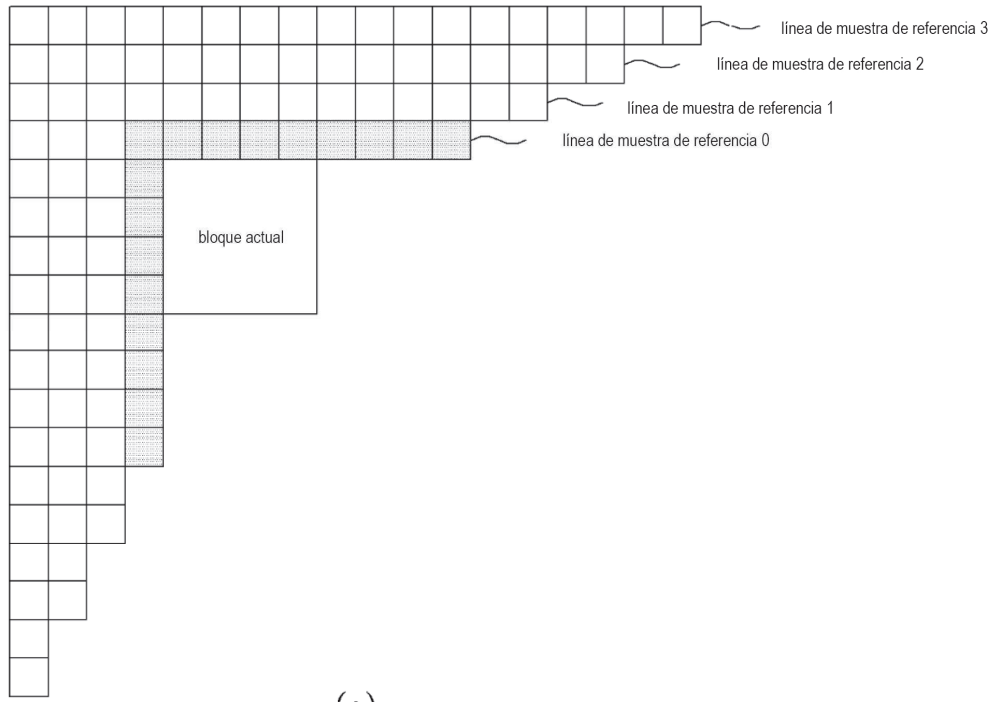 línea de muestra de referencia 3
línea de muestra de referencia 2
línea de muestra de referencia 1
línea de muestra de referencia 0
bloque actual